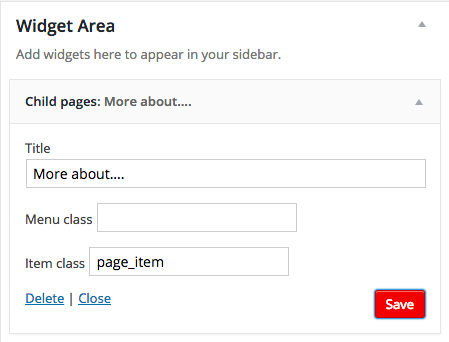 Widget Area
Add widgets here to appear in your sidebar.
Child pages: More about....
Title
More about....
Menu class
Item class page_item
Delete | Close
Save